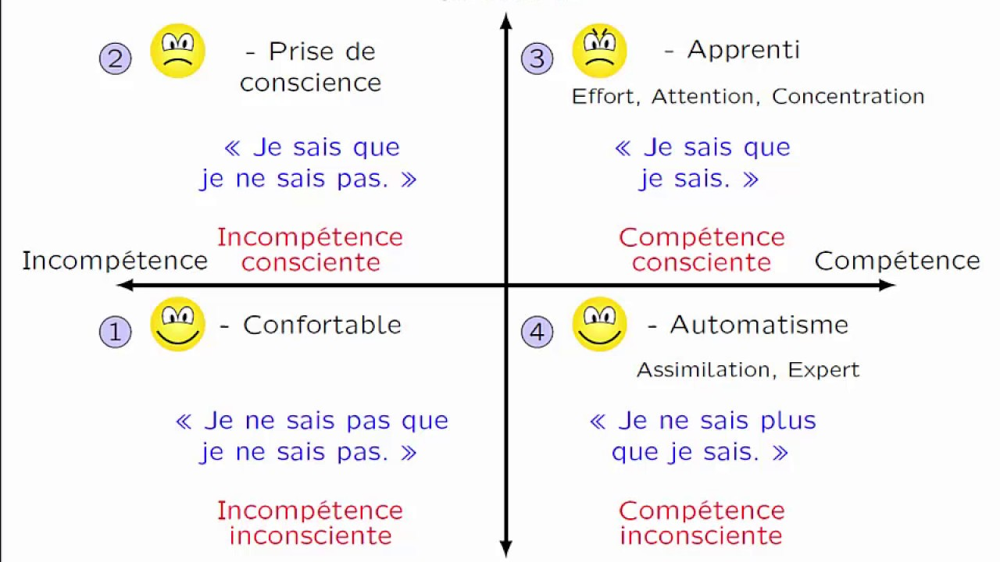 2
- Prise de
conscience
« Je sais que
je ne sais pas. »
Incompétence
consciente
3
- Apprenti
Effort, Attention, Concentration
« Je sais que
je sais. »
Compétence
consciente
Incompétence
Compétence
1
- Confortable
« Je ne sais pas que
je ne sais pas. »
Incompétence
inconsciente
4
- Automatisme
Assimilation, Expert
« Je ne sais plus
que je sais. »
Compétence
inconsciente